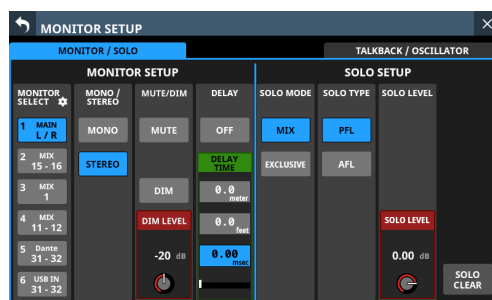 MONITOR SETUP
MONITOR / SOLO
TALKBACK / OSCILLATOR
MONITOR SETUP
SOLO SETUP
MONITOR
SELECT
MONO /
STEREO
MUTE/DIM
DELAY
SOLO MODE
SOLO TYPE
SOLO LEVEL
1 MAIN
L / R
MONO
MUTE
OFF
MIX
PFL
2 MIX
15 - 16
STEREO
DELAY
TIME
EXCLUSIVE
AFL
3 MIX
1
DIM
0.0
meter
4 MIX
11 - 12
DIM LEVEL
0.0
feet
SOLO LEVEL
5 Dante
31 - 32
-20 dB
0.00
msec
0.00 dB
6 USB IN
31 - 32
SOLO
CLEAR